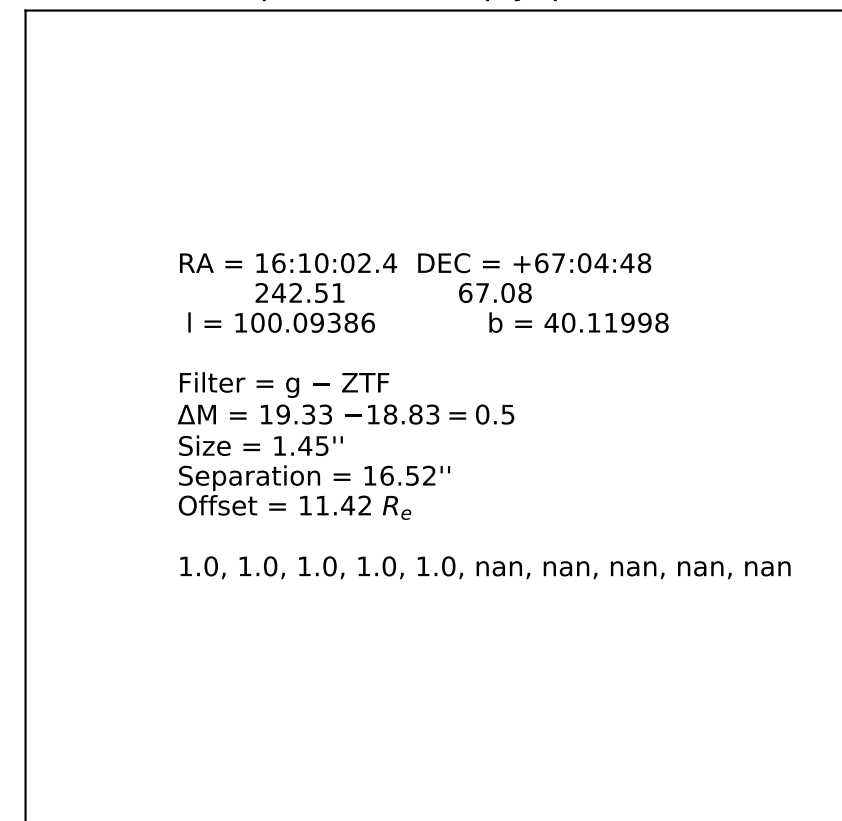 RA = 16:10:02.4  DEC = +67:04:48
242.51  67.08
l = 100.09386  b = 40.11998
Filter = g − ZTF
ΔM = 19.33 −18.83 = 0.5
Size = 1.45''
Separation = 16.52''
Offset = 11.42 Rₑ
1.0, 1.0, 1.0, 1.0, 1.0, nan, nan, nan, nan, nan